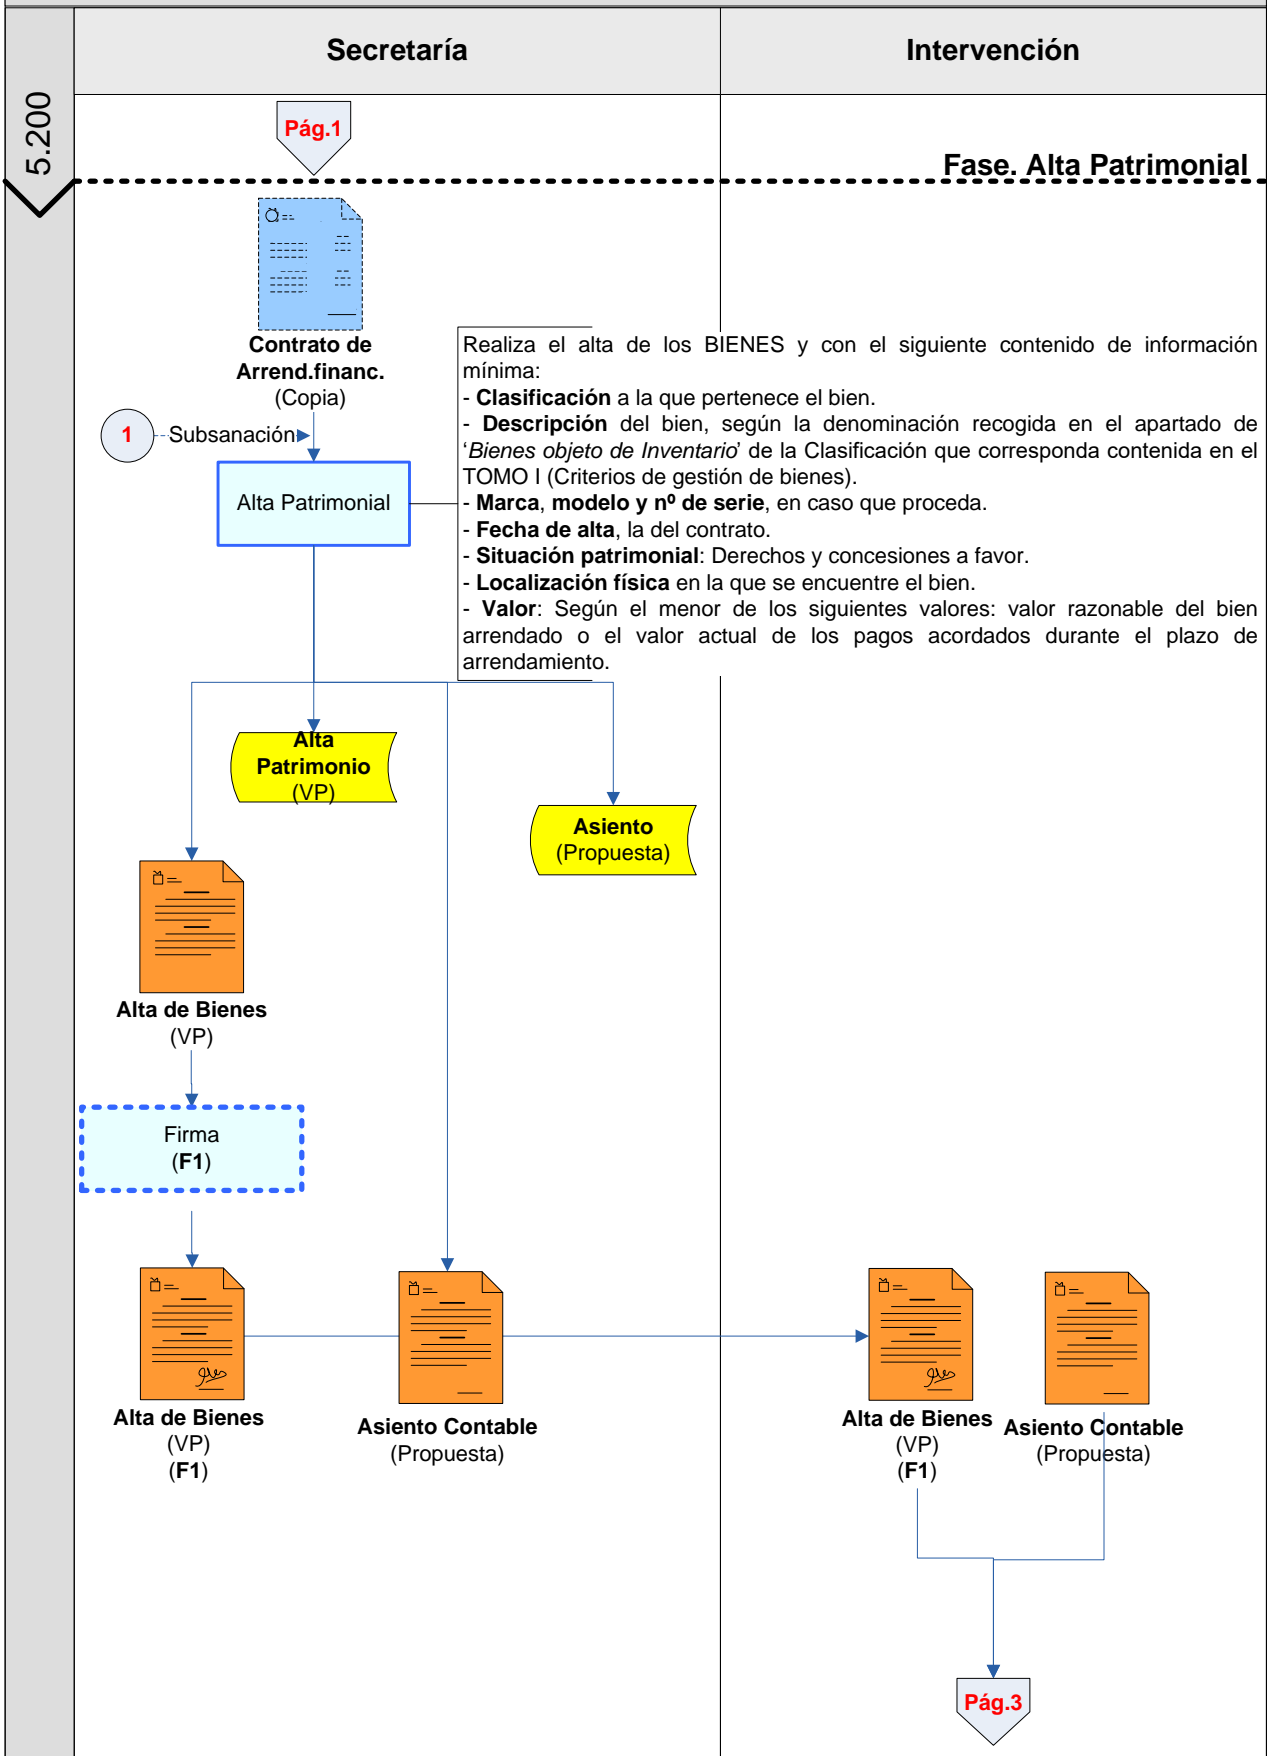 Secretaría
Intervención
5.200
Pág.1
Fase. Alta Patrimonial
Contrato de
Arrend.financ.
(Copia)
1
Subsanación
Alta Patrimonial
Realiza el alta de los BIENES y con el siguiente contenido de información
mínima:
- Clasificación a la que pertenece el bien.
- Descripción del bien, según la denominación recogida en el apartado de
‘Bienes objeto de Inventario’ de la Clasificación que corresponda contenida en el
TOMO I (Criterios de gestión de bienes).
- Marca, modelo y nº de serie, en caso que proceda.
- Fecha de alta, la del contrato.
- Situación patrimonial: Derechos y concesiones a favor.
- Localización física en la que se encuentre el bien.
- Valor: Según el menor de los siguientes valores: valor razonable del bien
arrendado o el valor actual de los pagos acordados durante el plazo de
arrendamiento.
Alta
Patrimonio
(VP)
Asiento
(Propuesta)
Alta de Bienes
(VP)
Firma
(F1)
Alta de Bienes
(VP)
(F1)
Asiento Contable
(Propuesta)
Alta de Bienes
(VP)
(F1)
Asiento Contable
(Propuesta)
Pág.3